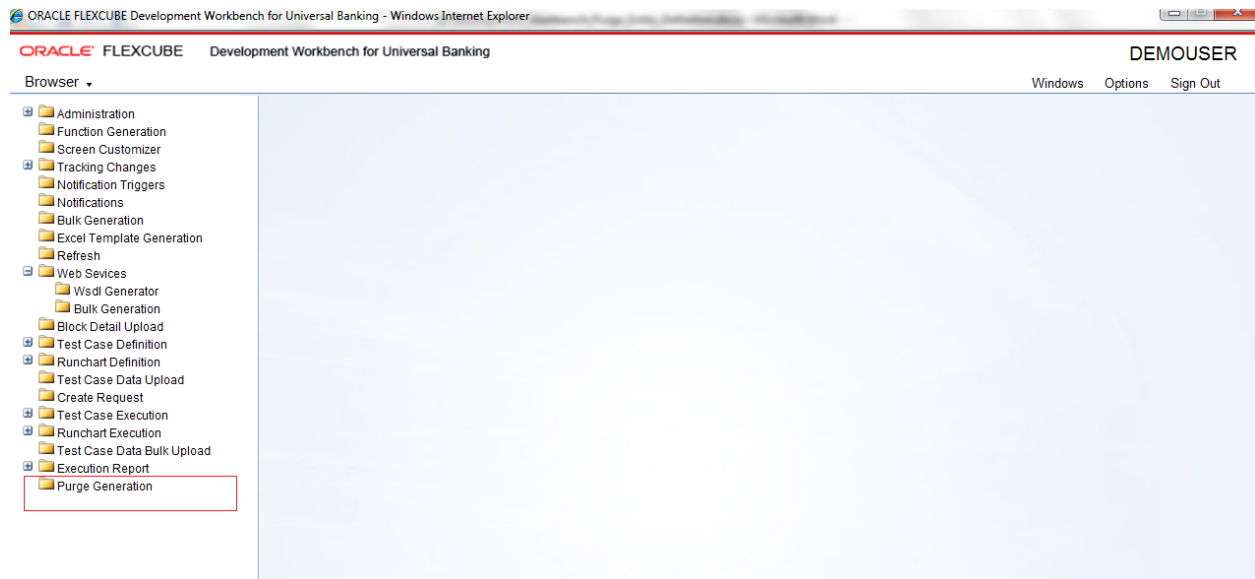 ORACLE FLEXCUBE Development Workbench for Universal Banking - Windows Internet Explorer
ORACLE FLEXCUBE Development Workbench for Universal Banking
DEMOUSER
Browser
Windows Options Sign Out
Administration
Function Generation
Screen Customizer
Tracking Changes
Notification Triggers
Notifications
Bulk Generation
Excel Template Generation
Refresh
Web Sevices
Wsdl Generator
Bulk Generation
Block Detail Upload
Test Case Definition
Runchart Definition
Test Case Data Upload
Create Request
Test Case Execution
Runchart Execution
Test Case Data Bulk Upload
Execution Report
Purge Generation